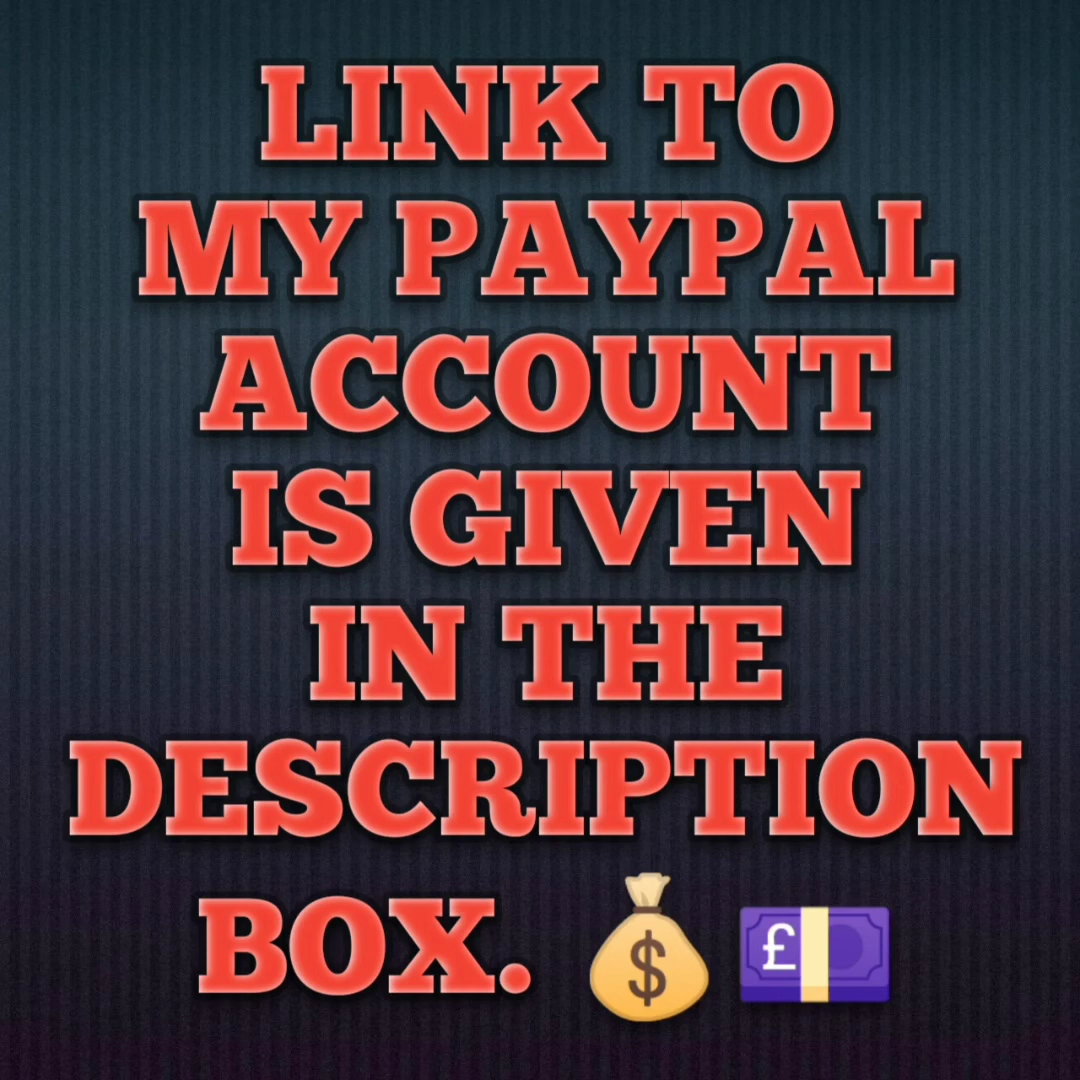 LINK TO
MY PAYPAL
ACCOUNT
IS GIVEN
IN THE
DESCRIPTION
BOX. 💰 💷